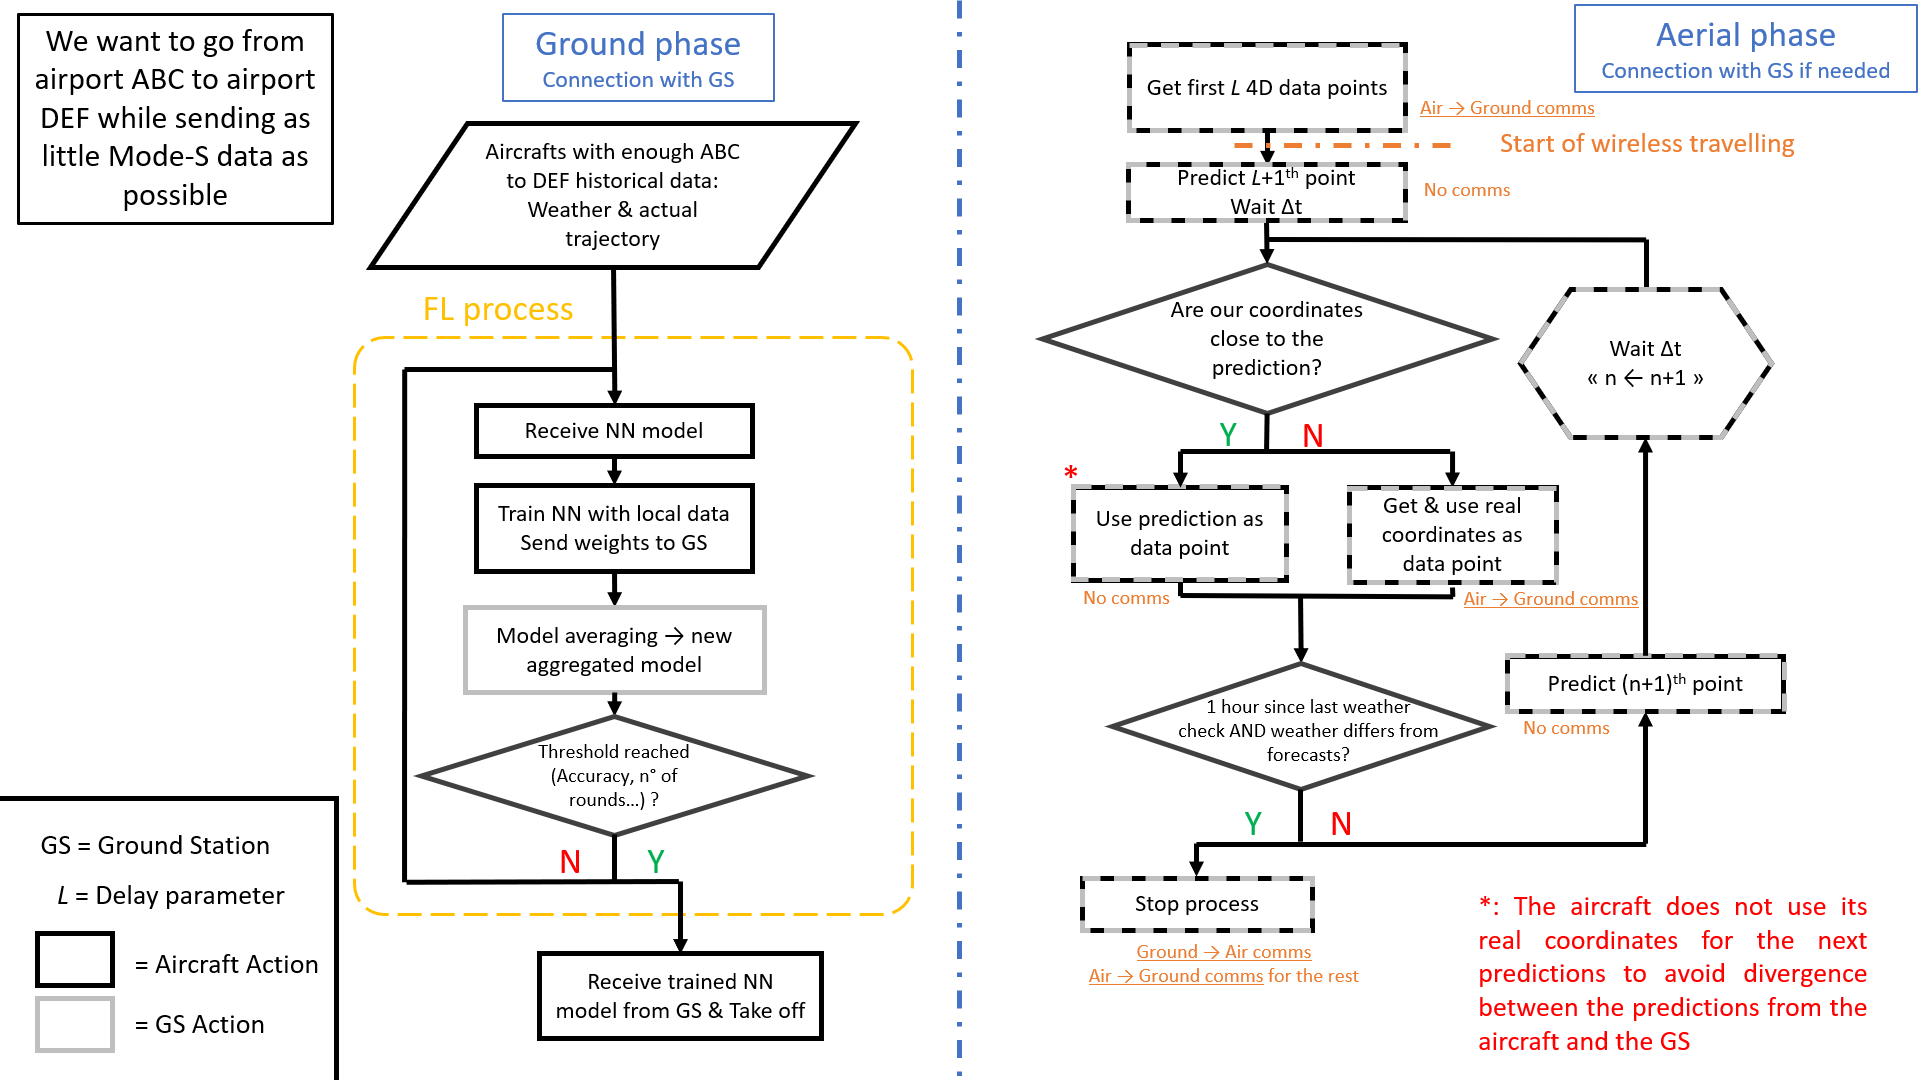 We want to go from
airport ABC to airport
DEF while sending as
little Mode-S data as
possible
Ground phase
Connection with GS
Aircrafts with enough ABC
to DEF historical data:
Weather & actual
trajectory
FL process
Receive NN model
Train NN with local data
Send weights to GS
Model averaging → new
aggregated model
Threshold reached
(Accuracy, n° of
rounds...) ?
N
Y
Receive trained NN
model from GS & Take off
GS = Ground Station
L = Delay parameter
= Aircraft Action
= GS Action
Aerial phase
Connection with GS if needed
Get first L 4D data points
Air → Ground comms
Start of wireless travelling
Predict L+1th point
Wait Δt
No comms
Are our coordinates
close to the
prediction?
Wait Δt
« n ← n+1 »
Y
N
*
Use prediction as
data point
No comms
Get & use real
coordinates as
data point
Air → Ground comms
1 hour since last weather
check AND weather differs from
forecasts?
Predict (n+1)th point
No comms
Y
N
Stop process
Ground → Air comms
Air → Ground comms for the rest
*: The aircraft does not use its
real coordinates for the next
predictions to avoid divergence
between the predictions from the
aircraft and the GS